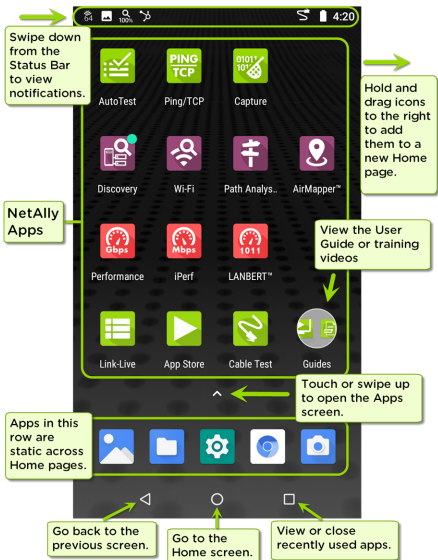 64
100%
4:20
Swipe down
from the
Status Bar
to view
notifications.
PING
TCP
01011
101
AutoTest
Ping/TCP
Capture
Hold and
drag icons
to the right
to add
them to a
new Home
page.
Discovery
Wi-Fi
Path Analys..
AirMapper™
NetAlly
Apps
View the User
Guide or training
videos
Gbps
Mbps
1011
Performance
iPerf
LANBERT™
Link-Live
App Store
Cable Test
Guides
Touch or swipe up
to open the Apps
screen.
Apps in this
row are
static across
Home pages.
Go back to the
previous screen.
Go to the
Home screen.
View or close
recently used apps.